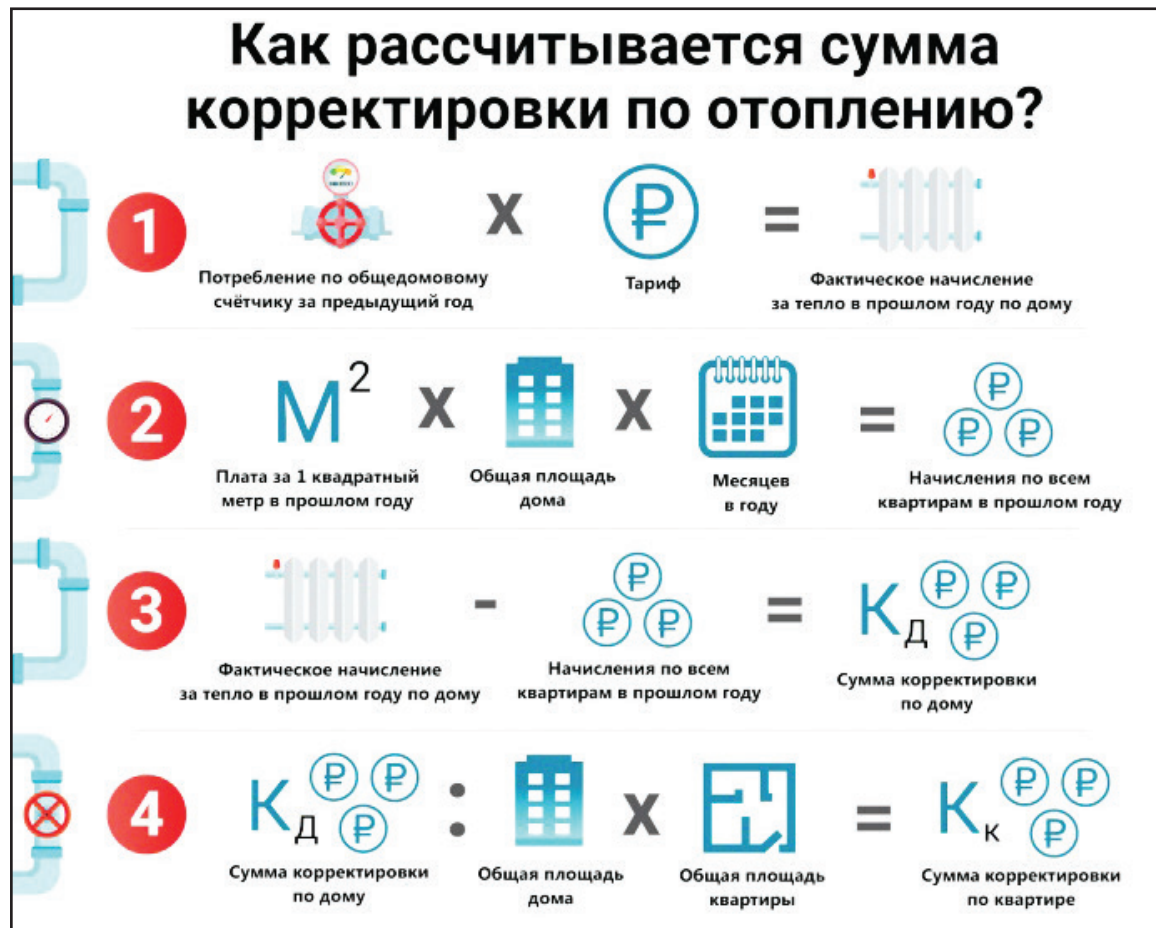 Как рассчитывается сумма
корректировки по отоплению?
1
х
₽
=
Потребление по общедомовому
счётчику за предыдущий год
Тариф
Фактическое начисление
за тепло в прошлом году по дому
2
М²
х
х
=
₽
₽ ₽
Плата за 1 квадратный
метр в прошлом году
Общая площадь
дома
Месяцев
в году
Начисления по всем
квартирам в прошлом году
3
-
₽
₽ ₽
=
Кд
₽ ₽
₽
Фактическое начисление
за тепло в прошлом году по дому
Начисления по всем
квартирам в прошлом году
Сумма корректировки
по дому
4
Кд
₽ ₽
₽
:
х
=
Кк
₽ ₽
₽
Сумма корректировки
по дому
Общая площадь
дома
Общая площадь
квартиры
Сумма корректировки
по квартире